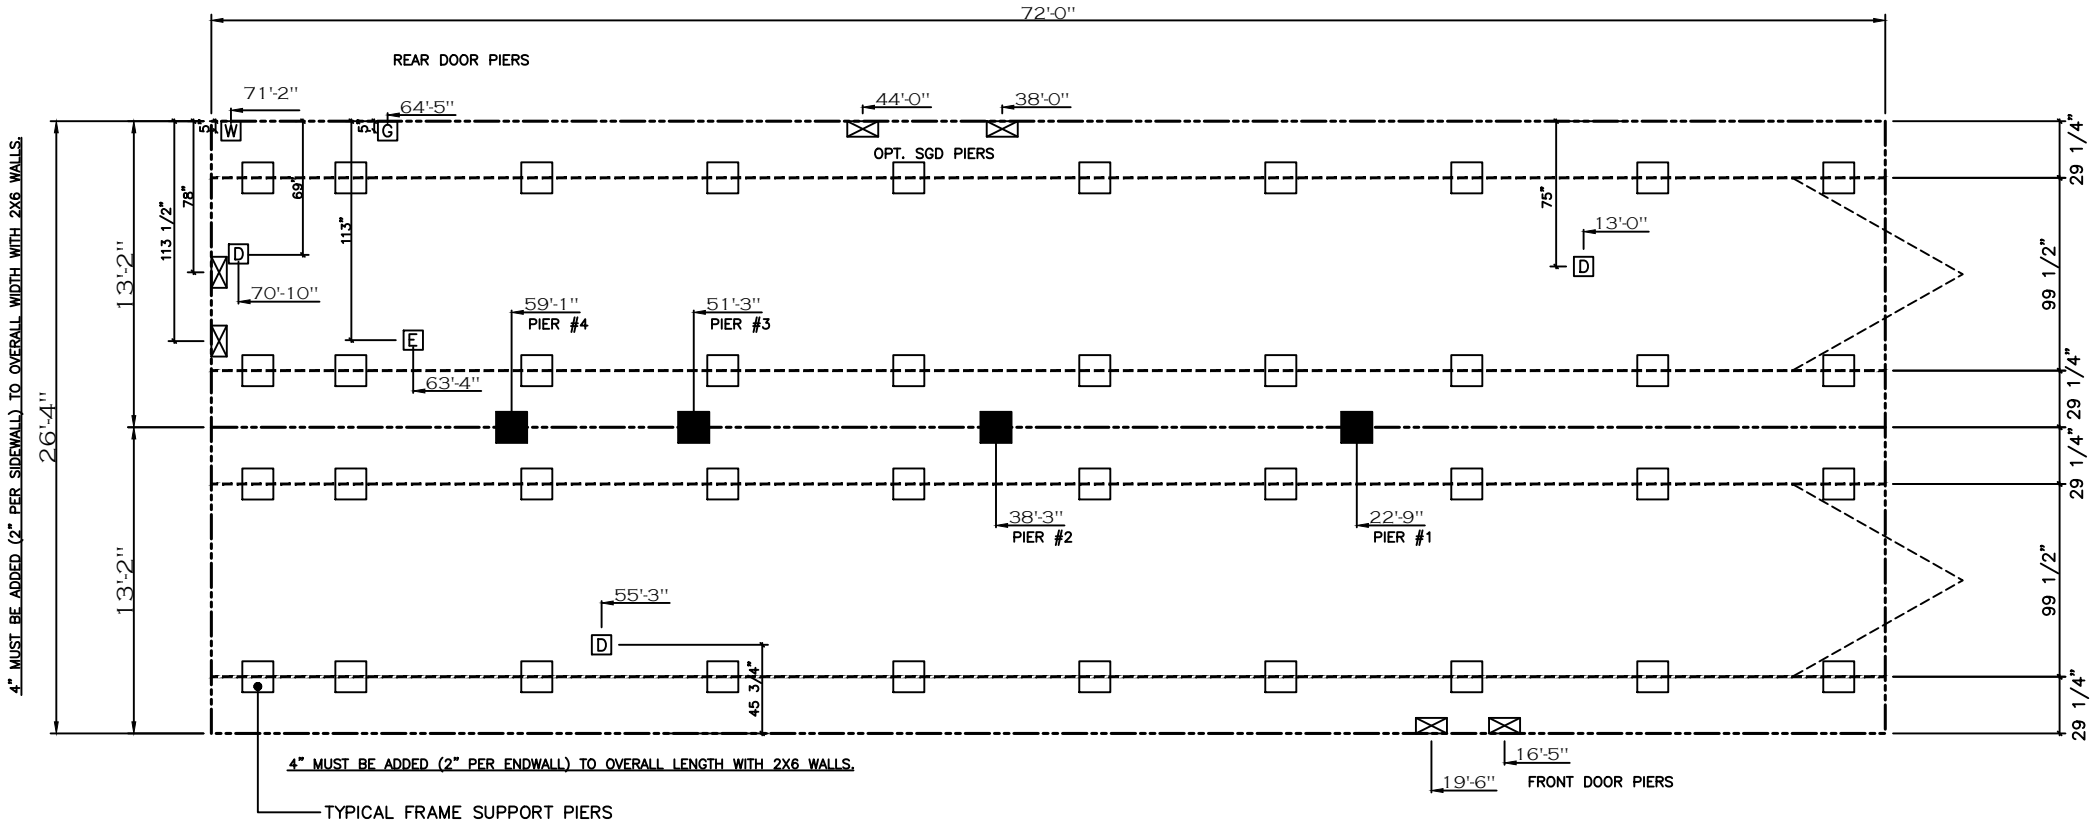 72'-0"
REAR DOOR PIERS
71'-2"
64'-5"
44'-0"
38'-0"
5"
W
5"
G
OPT. SGD PIERS
29 1/4"
4" MUST BE ADDED (2" PER SIDEWALL) TO OVERALL WIDTH WITH 2X6 WALLS.
26'-4"
13'-2"
113 1/2"
78"
69"
113"
75"
13'-0"
D
D
70'-10"
99 1/2"
59'-1"
PIER #4
51'-3"
PIER #3
E
63'-4"
29 1/4"
29 1/4"
38'-3"
PIER #2
22'-9"
PIER #1
13'-2"
99 1/2"
55'-3"
D
45 3/4"
29 1/4"
4" MUST BE ADDED (2" PER ENDWALL) TO OVERALL LENGTH WITH 2X6 WALLS.
16'-5"
19'-6"
FRONT DOOR PIERS
TYPICAL FRAME SUPPORT PIERS